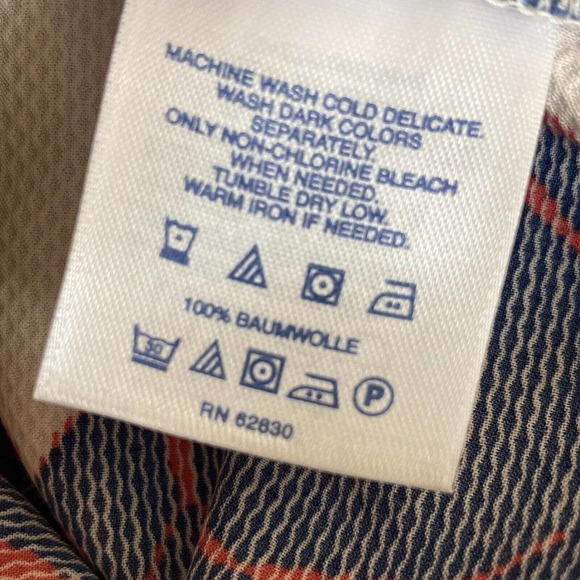 MACHINE WASH COLD DELICATE.
WASH DARK COLORS
SEPARATELY.
ONLY NON-CHLORINE BLEACH
WHEN NEEDED.
TUMBLE DRY LOW.
WARM IRON IF NEEDED.
100% BAUMWOLLE
30 P
RN 62830